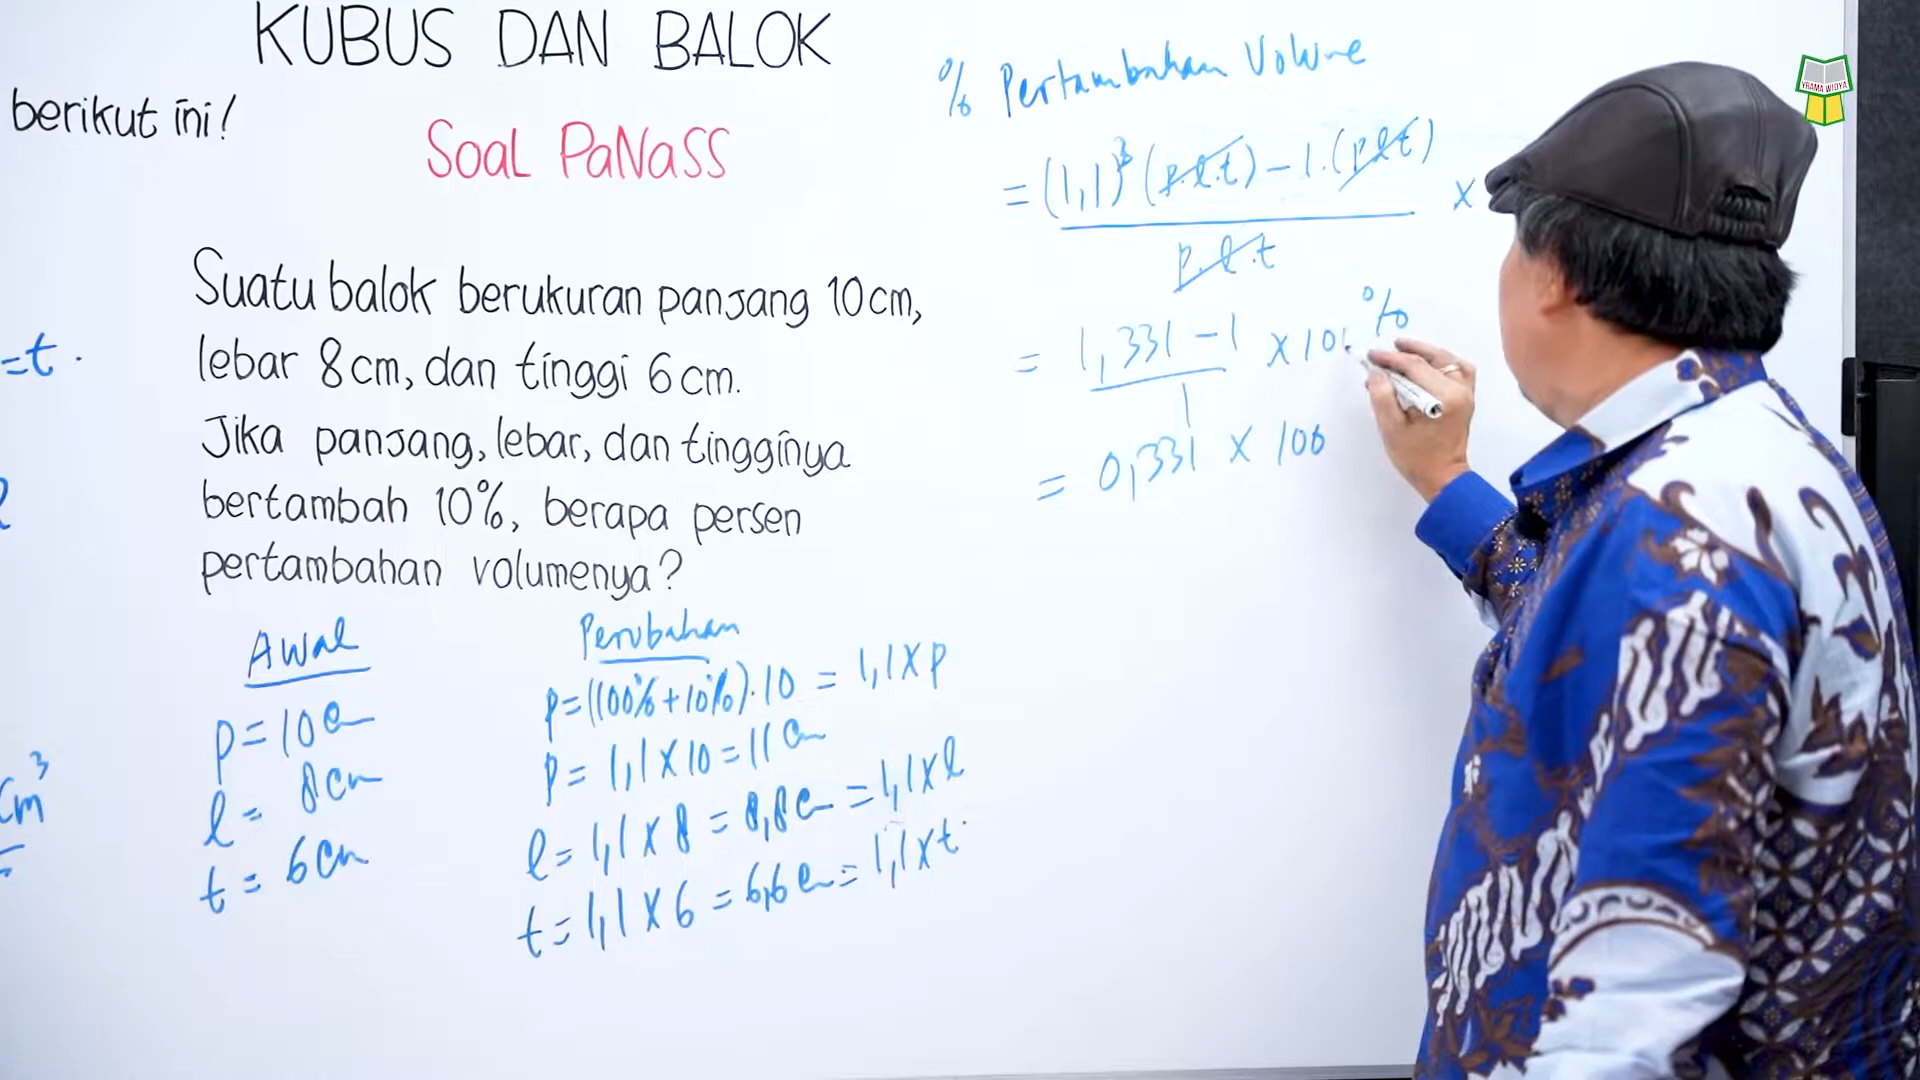 KUBUS DAN BALOK
berikut ini!
Soal PaNaSS
=t.
l
Cm³
Suatu balok berukuran panjang 10 cm,
lebar 8 cm, dan tinggi 6 cm.
Jika panjang, lebar, dan tingginya
bertambah 10%, berapa persen
pertambahan volumenya?
Awal
p = 10 cm
l = 8 cm
t = 6 cm
Perubahan
p = (100% + 10%) . 10 = 1,1 x p
p = 1,1 x 10 = 11 cm
l = 1,1 x 8 = 8,8 cm = 1,1 x l
t = 1,1 x 6 = 6,6 cm = 1,1 x t
% Pertambahan Volume
= (1,1)³ (p.l.t) - 1.(p.l.t) x
p.l.t
= 1,331 - 1 x 100%
1
= 0,331 x 100
YRAMA WIDYA